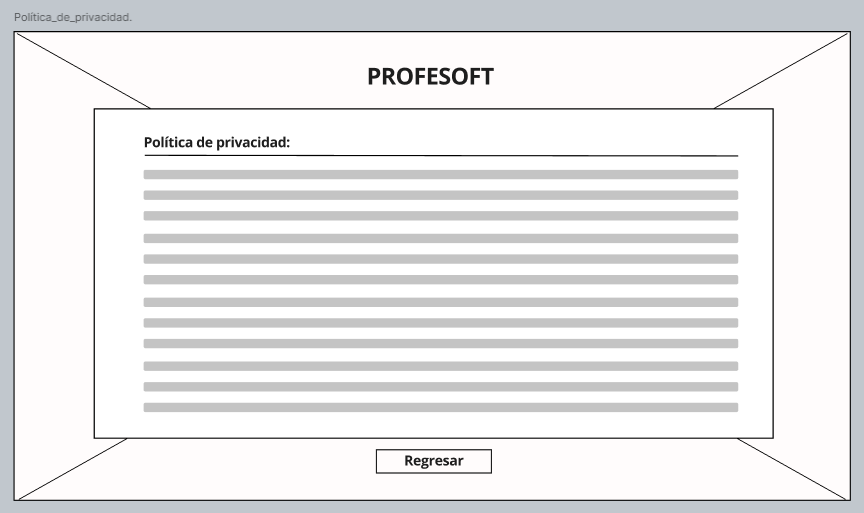 Política_de_privacidad.
PROFESOFT
Política de privacidad:
Regresar